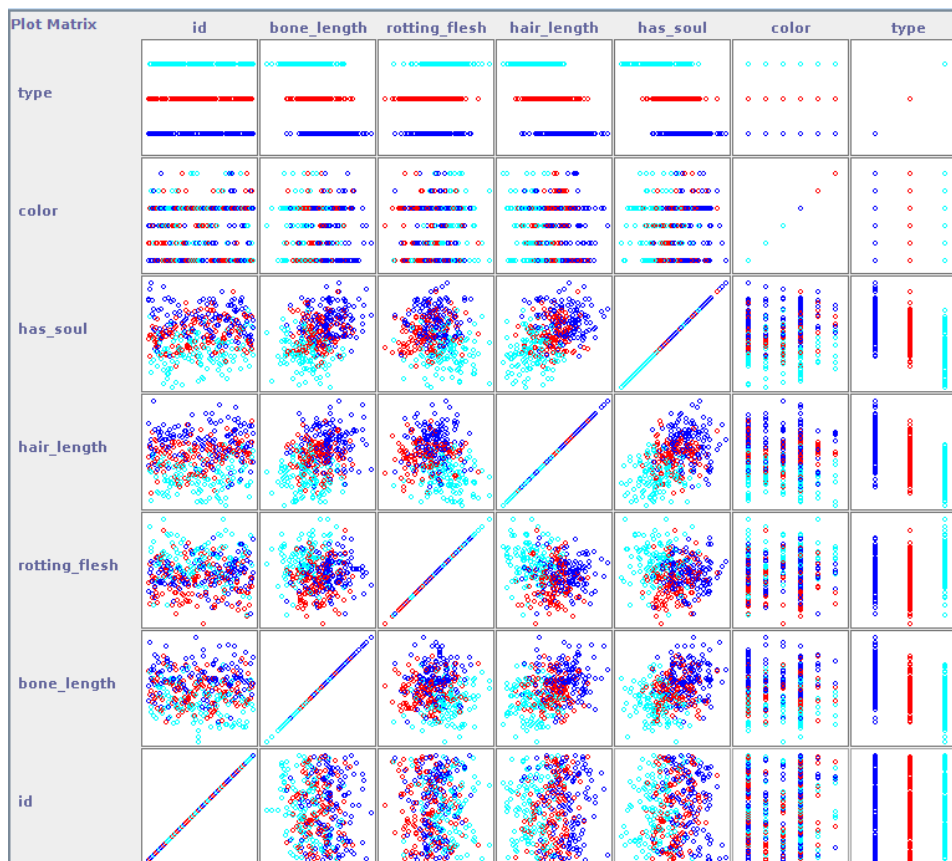 Plot Matrix id bone_length rotting_flesh hair_length has_soul color type
type
color
has_soul
hair_length
rotting_flesh
bone_length
id